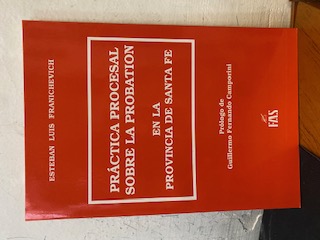 ESTEBAN LUIS FRANICHEVICH
PRÁCTICA PROCESAL
SOBRE LA PROBATION
EN LA
PROVINCIA DE SANTA FE
Prólogo de
Guillermo Fernando Camporini
FAS